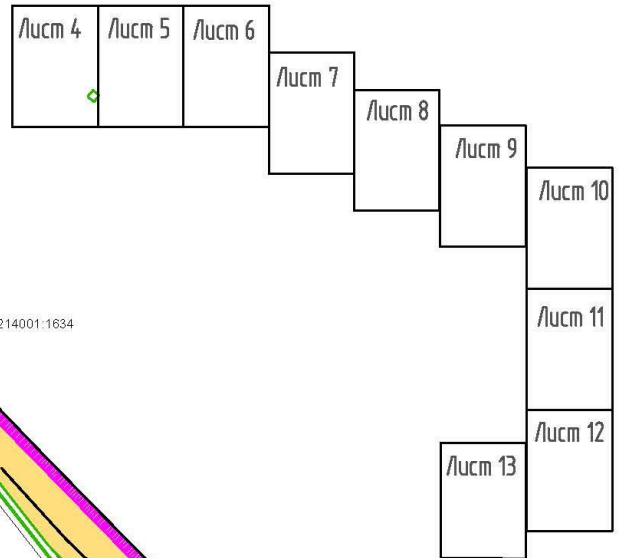 Лист 4
Лист 5
Лист 6
Лист 7
Лист 8
Лист 9
Лист 10
Лист 11
214001:1634
Лист 12
Лист 13